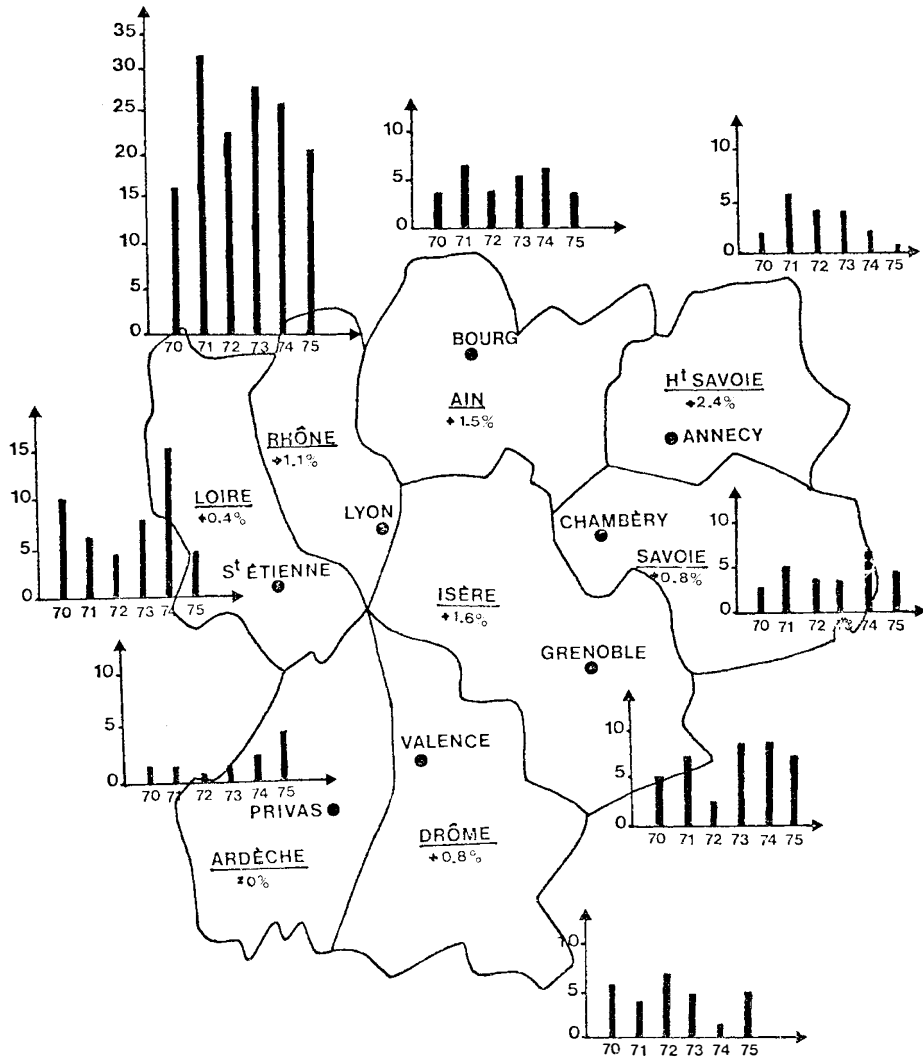 35
30
25
20
15
10
5
0
70 71 72 73 74 75
10
5
0
70 71 72 73 74 75
10
5
0
70 71 72 73 74 75
BOURG
AIN
+1.5%
Hᵗ SAVOIE
+2.4%
ANNECY
RHÔNE
+1.1%
LYON
LOIRE
+0.4%
Sᵗ ÉTIENNE
15
10
5
0
70 71 72 73 74 75
CHAMBÈRY
SAVOIE
+0.8%
10
5
0
70 71 72 74 75
ISÈRE
+1.6%
GRENOBLE
10
5
0
70 71 72 73 74 75
10
5
0
70 71 72 73 74 75
VALENCE
PRIVAS
DRÔME
+0.8%
ARDÈCHE
0%
10
5
0
70 71 72 73 74 75